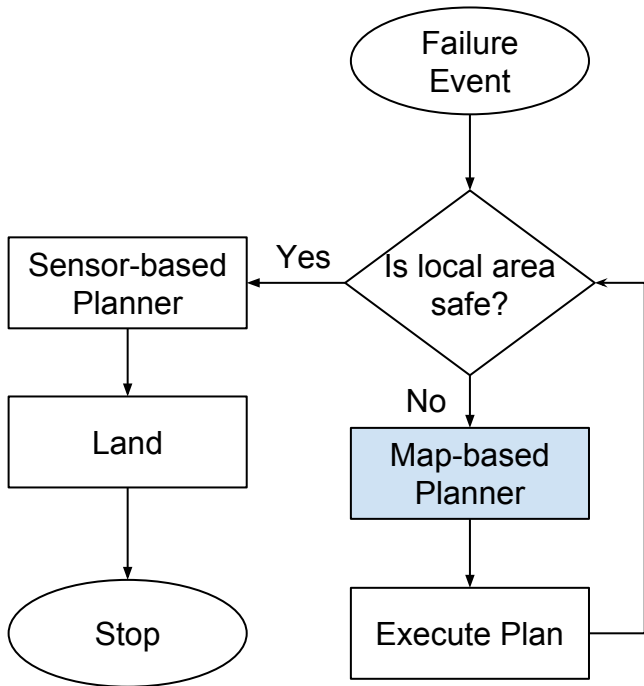 Failure
Event
Is local area
safe?
Yes
Sensor-based
Planner
Land
Stop
No
Map-based
Planner
Execute Plan